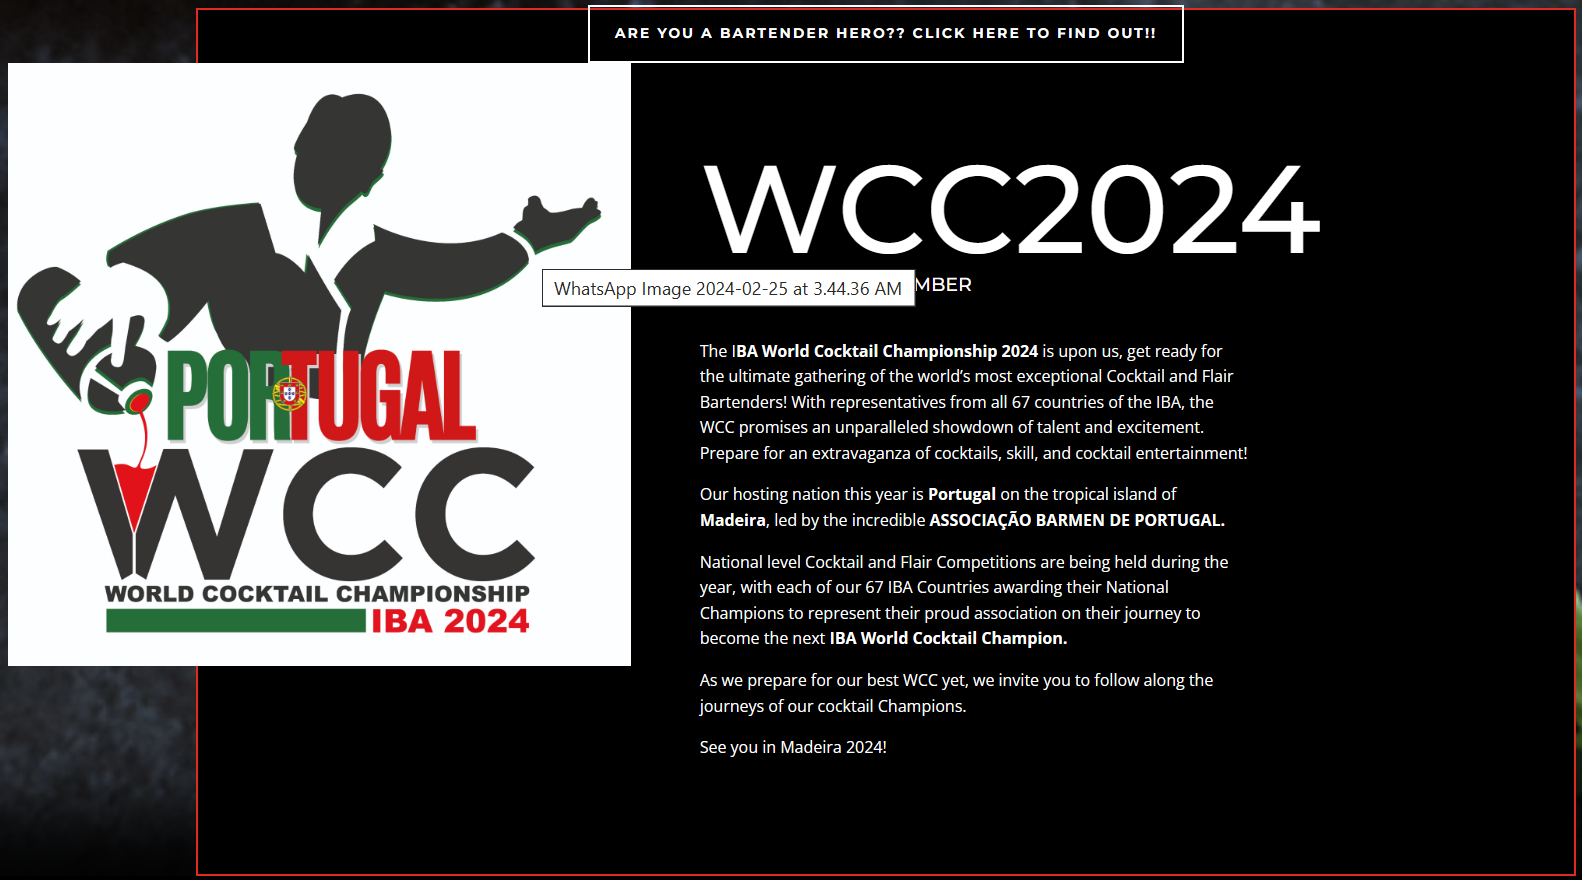 ARE YOU A BARTENDER HERO?? CLICK HERE TO FIND OUT!!
PORTUGAL
WCC
WORLD COCKTAIL CHAMPIONSHIP
IBA 2024
WCC2024
WhatsApp Image 2024-02-25 at 3.44.36 AM
MBER
The IBA World Cocktail Championship 2024 is upon us, get ready for
the ultimate gathering of the world’s most exceptional Cocktail and Flair
Bartenders! With representatives from all 67 countries of the IBA, the
WCC promises an unparalleled showdown of talent and excitement.
Prepare for an extravaganza of cocktails, skill, and cocktail entertainment!
Our hosting nation this year is Portugal on the tropical island of
Madeira, led by the incredible ASSOCIAÇÃO BARMEN DE PORTUGAL.
National level Cocktail and Flair Competitions are being held during the
year, with each of our 67 IBA Countries awarding their National
Champions to represent their proud association on their journey to
become the next IBA World Cocktail Champion.
As we prepare for our best WCC yet, we invite you to follow along the
journeys of our cocktail Champions.
See you in Madeira 2024!